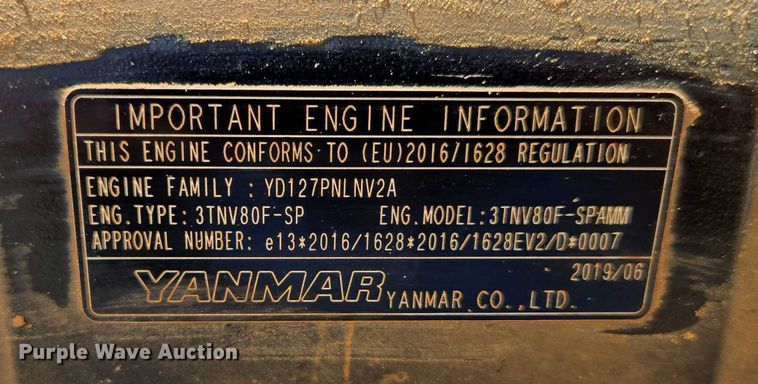 IMPORTANT ENGINE INFORMATION
THIS ENGINE CONFORMS TO (EU)2016/1628 REGULATION
ENGINE FAMILY : YD127PNLNV2A
ENG.TYPE: 3TNV80F-SP ENG.MODEL:3TNV80F-SPAMM
APPROVAL NUMBER: e13*2016/1628*2016/1628EV2/D*0007
2019/06
YANMAR YANMAR CO.,LTD.
Purple Wave Auction